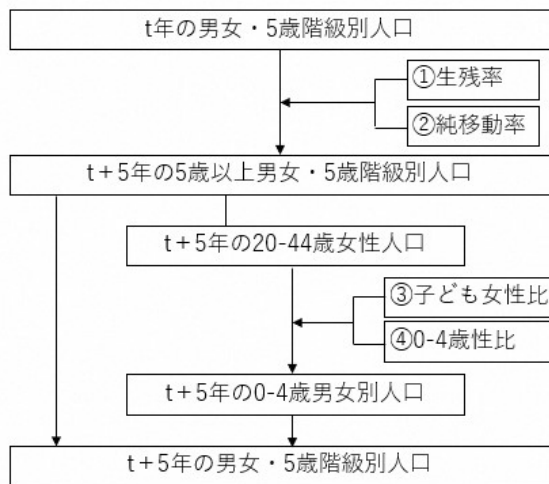 t年の男女・5歳階級別人口
①生残率
②純移動率
t＋5年の5歳以上男女・5歳階級別人口
t＋5年の20-44歳女性人口
③子ども女性比
④0-4歳性比
t＋5年の0-4歳男女別人口
t＋5年の男女・5歳階級別人口